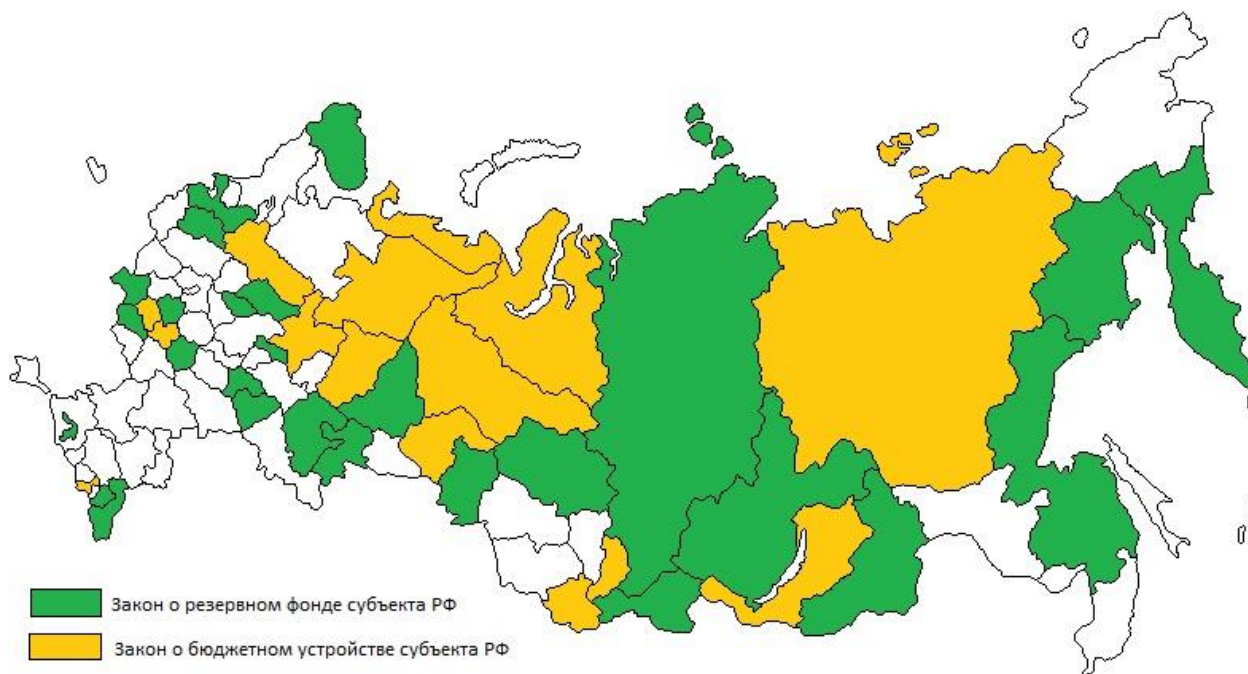 Закон о резервном фонде субъекта РФ
Закон о бюджетном устройстве субъекта РФ